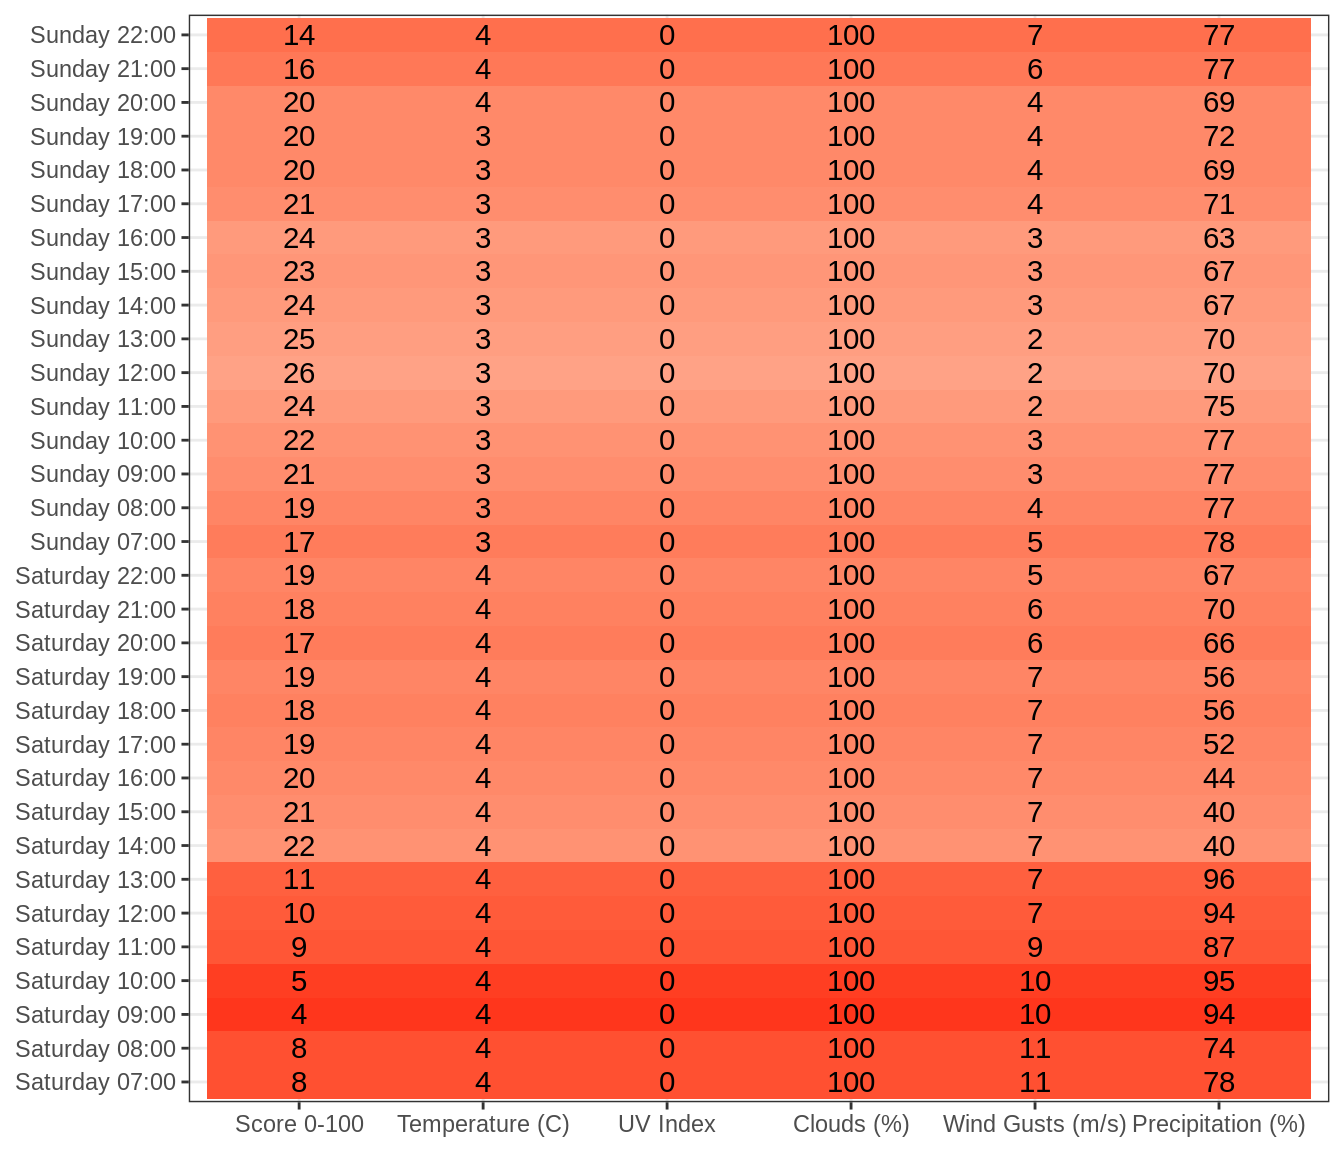 Sunday 22:00 14 4 0 100 7 77
Sunday 21:00 16 4 0 100 6 77
Sunday 20:00 20 4 0 100 4 69
Sunday 19:00 20 3 0 100 4 72
Sunday 18:00 20 3 0 100 4 69
Sunday 17:00 21 3 0 100 4 71
Sunday 16:00 24 3 0 100 3 63
Sunday 15:00 23 3 0 100 3 67
Sunday 14:00 24 3 0 100 3 67
Sunday 13:00 25 3 0 100 2 70
Sunday 12:00 26 3 0 100 2 70
Sunday 11:00 24 3 0 100 2 75
Sunday 10:00 22 3 0 100 3 77
Sunday 09:00 21 3 0 100 3 77
Sunday 08:00 19 3 0 100 4 77
Sunday 07:00 17 3 0 100 5 78
Saturday 22:00 19 4 0 100 5 67
Saturday 21:00 18 4 0 100 6 70
Saturday 20:00 17 4 0 100 6 66
Saturday 19:00 19 4 0 100 7 56
Saturday 18:00 18 4 0 100 7 56
Saturday 17:00 19 4 0 100 7 52
Saturday 16:00 20 4 0 100 7 44
Saturday 15:00 21 4 0 100 7 40
Saturday 14:00 22 4 0 100 7 40
Saturday 13:00 11 4 0 100 7 96
Saturday 12:00 10 4 0 100 7 94
Saturday 11:00 9 4 0 100 9 87
Saturday 10:00 5 4 0 100 10 95
Saturday 09:00 4 4 0 100 10 94
Saturday 08:00 8 4 0 100 11 74
Saturday 07:00 8 4 0 100 11 78
Score 0-100 Temperature (C) UV Index Clouds (%) Wind Gusts (m/s) Precipitation (%)